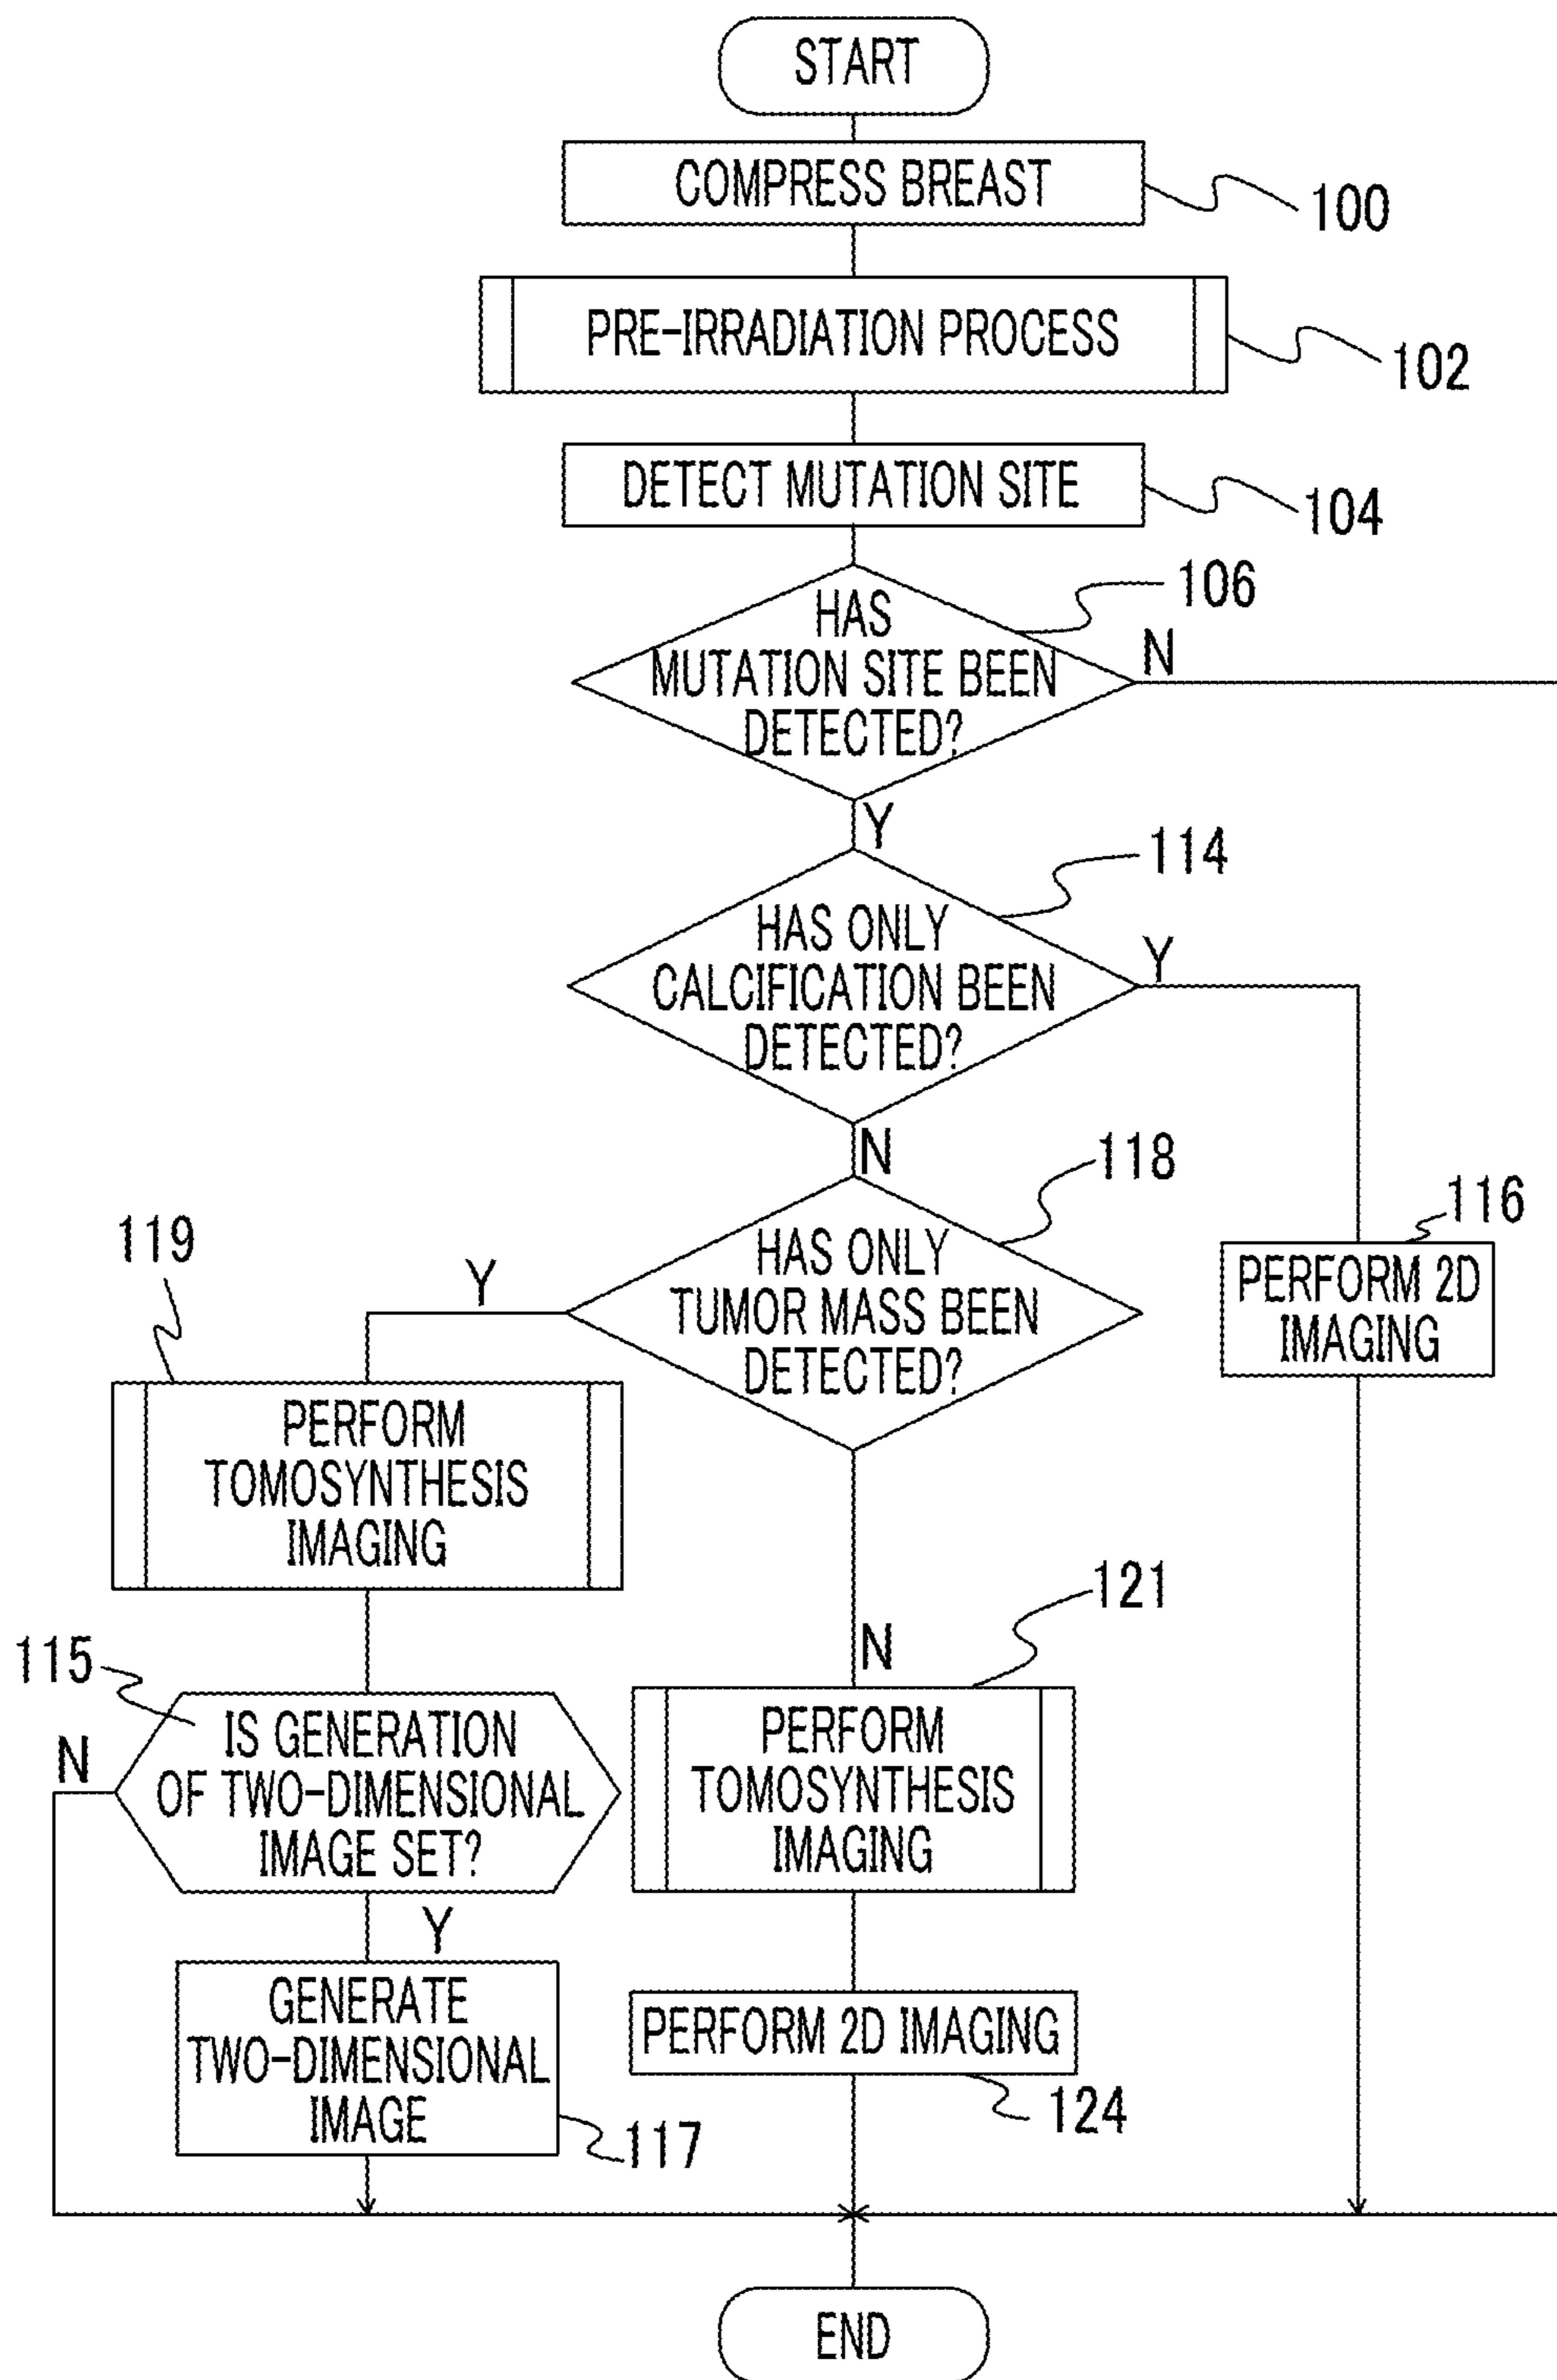 START
COMPRESS BREAST
100
PRE-IRRADIATION PROCESS
102
DETECT MUTATION SITE
104
106
HAS
MUTATION SITE BEEN
DETECTED?
N
Y
114
HAS ONLY
CALCIFICATION BEEN
DETECTED?
Y
N
118
HAS ONLY
TUMOR MASS BEEN
DETECTED?
116
PERFORM 2D
IMAGING
119
Y
PERFORM
TOMOSYNTHESIS
IMAGING
121
N
115
N
IS GENERATION
OF TWO-DIMENSIONAL
IMAGE SET?
PERFORM
TOMOSYNTHESIS
IMAGING
Y
GENERATE
TWO-DIMENSIONAL
IMAGE
117
PERFORM 2D IMAGING
124
END